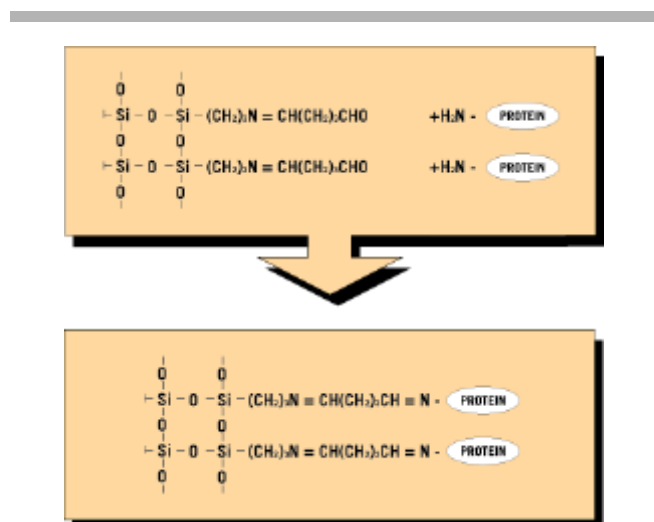 O O
Si - O - Si - (CH₂)₃N = CH(CH₂)₃CHO +H₂N - PROTEIN
O O
Si - O - Si - (CH₂)₃N = CH(CH₂)₃CHO +H₂N - PROTEIN
O O
O O
Si - O - Si - (CH₂)₃N = CH(CH₂)₃CH = N - PROTEIN
O O
Si - O - Si - (CH₂)₃N = CH(CH₂)₃CH = N - PROTEIN
O O